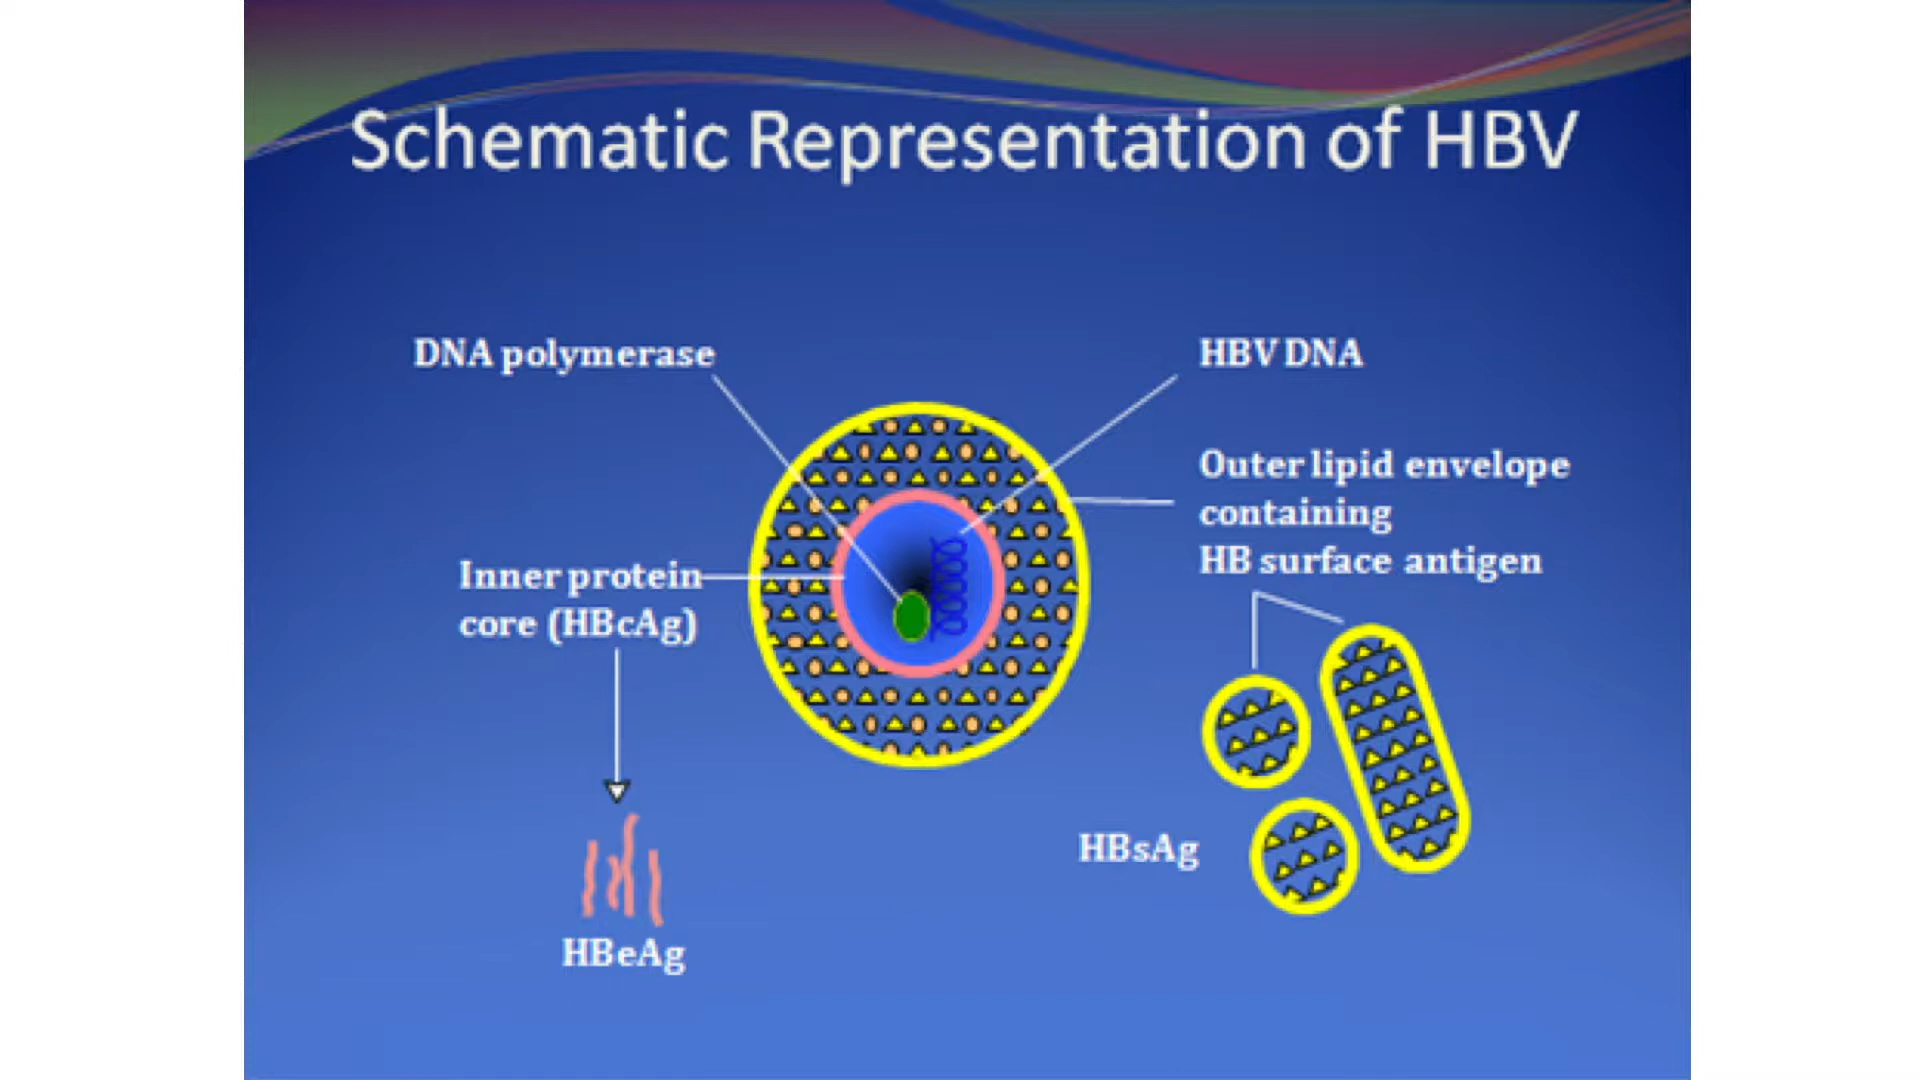 Schematic Representation of HBV
DNA polymerase
HBV DNA
Outer lipid envelope
containing
HB surface antigen
Inner protein
core (HBcAg)
HBsAg
HBeAg